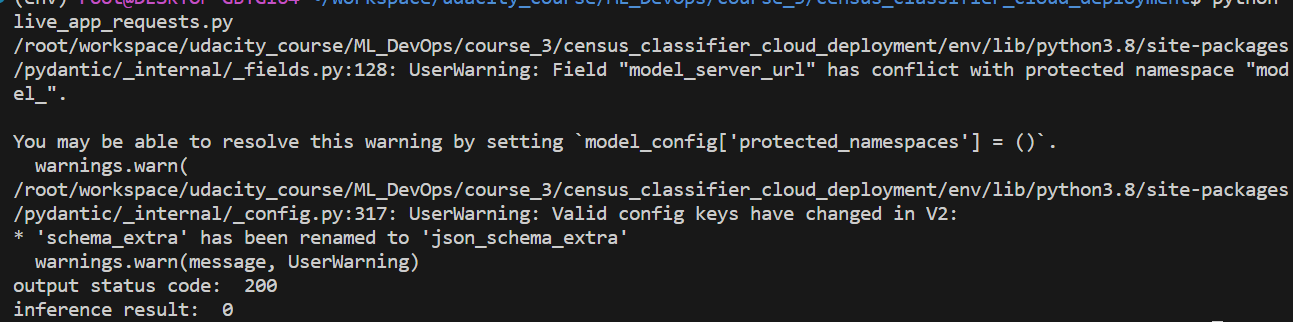 (env) root@DESKTOP-GDTGI64 ~/workspace/udacity_course/ML_DevOps/course_3/census_classifier_cloud_deployment$ python
live_app_requests.py
/root/workspace/udacity_course/ML_DevOps/course_3/census_classifier_cloud_deployment/env/lib/python3.8/site-packages
/pydantic/_internal/_fields.py:128: UserWarning: Field "model_server_url" has conflict with protected namespace "mod
el_".
You may be able to resolve this warning by setting `model_config['protected_namespaces'] = ()`.
warnings.warn(
/root/workspace/udacity_course/ML_DevOps/course_3/census_classifier_cloud_deployment/env/lib/python3.8/site-packages
/pydantic/_internal/_config.py:317: UserWarning: Valid config keys have changed in V2:
* 'schema_extra' has been renamed to 'json_schema_extra'
warnings.warn(message, UserWarning)
output status code:  200
inference result:  0